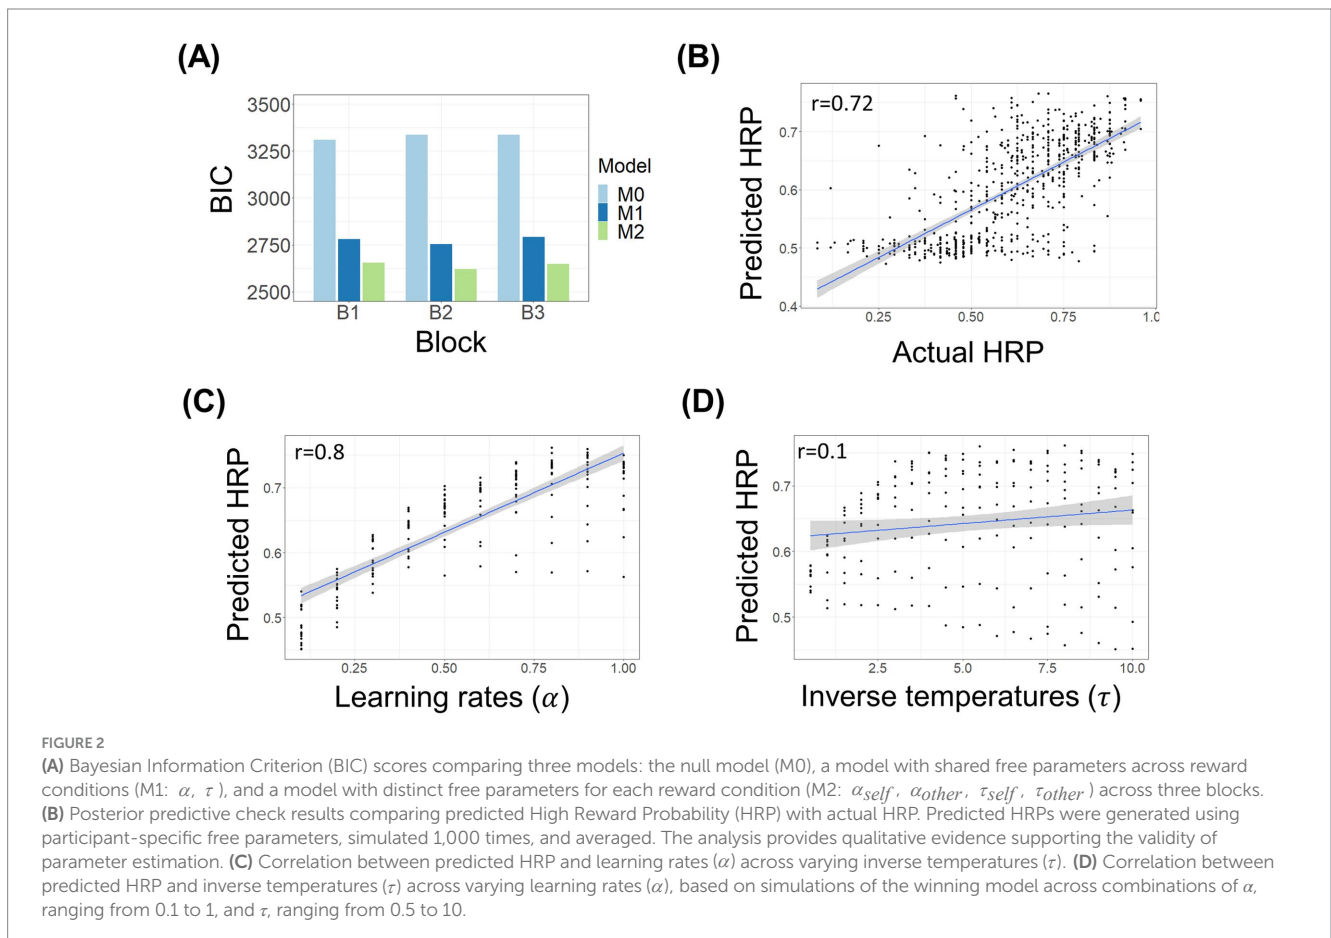 (A)
3500
3250
3000
2750
2500
BIC
B1
B2
B3
Block
Model
M0
M1
M2
(B)
r=0.72
0.7
0.6
0.5
0.4
Predicted HRP
0.25
0.50
0.75
1.0
Actual HRP
(C)
r=0.8
0.7
0.6
0.5
Predicted HRP
0.25
0.50
0.75
1.00
Learning rates (α)
(D)
r=0.1
0.7
0.6
0.5
Predicted HRP
2.5
5.0
7.5
10.0
Inverse temperatures (τ)
FIGURE 2
(A) Bayesian Information Criterion (BIC) scores comparing three models: the null model (M0), a model with shared free parameters across reward
conditions (M1: α, τ ), and a model with distinct free parameters for each reward condition (M2: α_self , α_other , τ_self , τ_other ) across three blocks.
(B) Posterior predictive check results comparing predicted High Reward Probability (HRP) with actual HRP. Predicted HRPs were generated using
participant-specific free parameters, simulated 1,000 times, and averaged. The analysis provides qualitative evidence supporting the validity of
parameter estimation. (C) Correlation between predicted HRP and learning rates (α) across varying inverse temperatures (τ). (D) Correlation between
predicted HRP and inverse temperatures (τ) across varying learning rates (α), based on simulations of the winning model across combinations of α,
ranging from 0.1 to 1, and τ, ranging from 0.5 to 10.